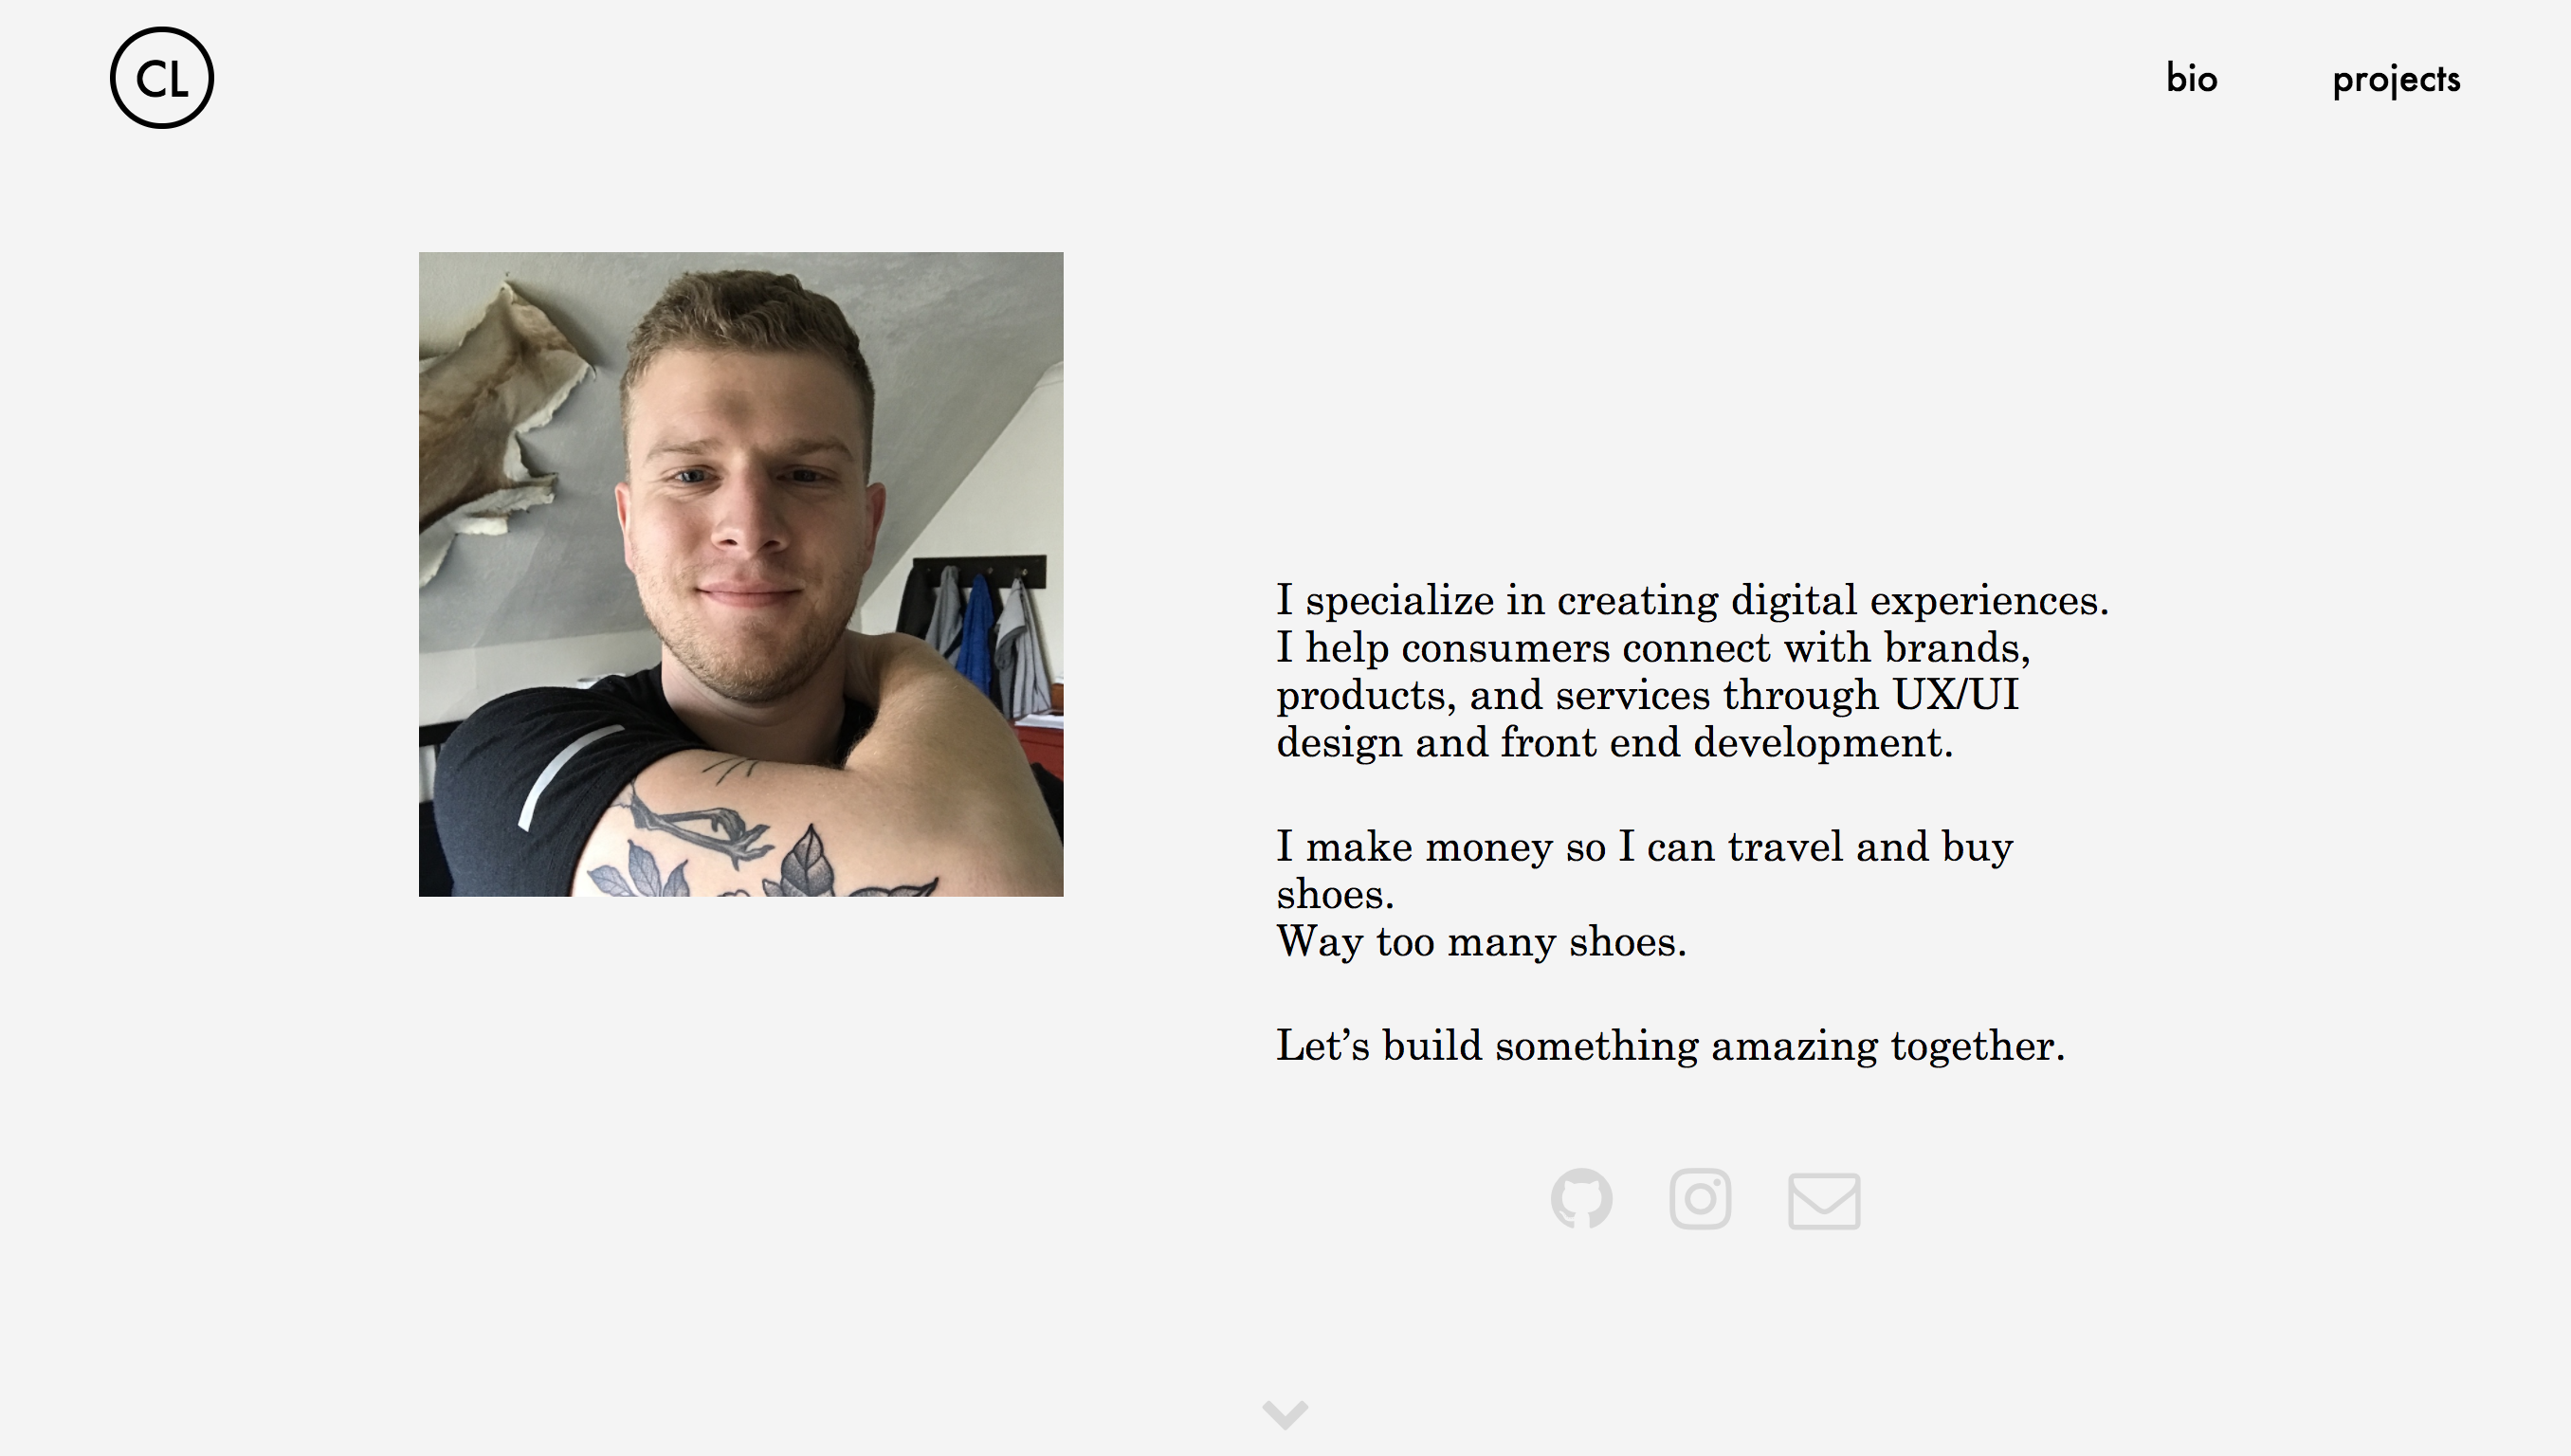 CL
bio
projects
I specialize in creating digital experiences.
I help consumers connect with brands,
products, and services through UX/UI
design and front end development.
I make money so I can travel and buy
shoes.
Way too many shoes.
Let’s build something amazing together.